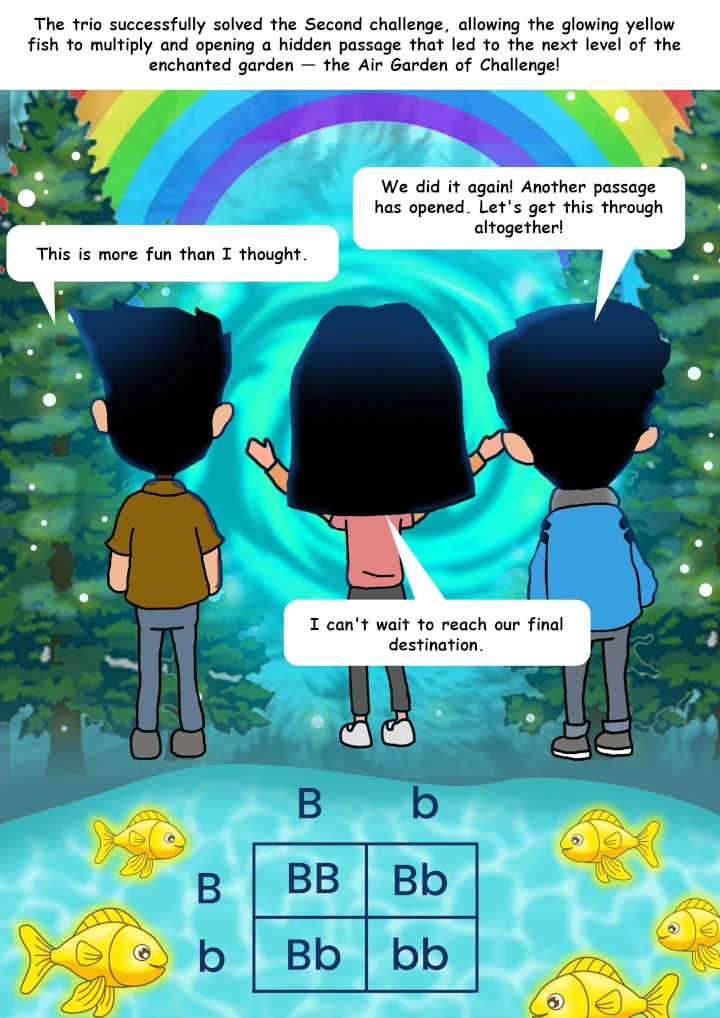 The trio successfully solved the Second challenge, allowing the glowing yellow
fish to multiply and opening a hidden passage that led to the next level of the
enchanted garden — the Air Garden of Challenge!
We did it again! Another passage
has opened. Let's get this through
altogether!
This is more fun than I thought.
I can't wait to reach our final
destination.
B b
B BB Bb
b Bb bb